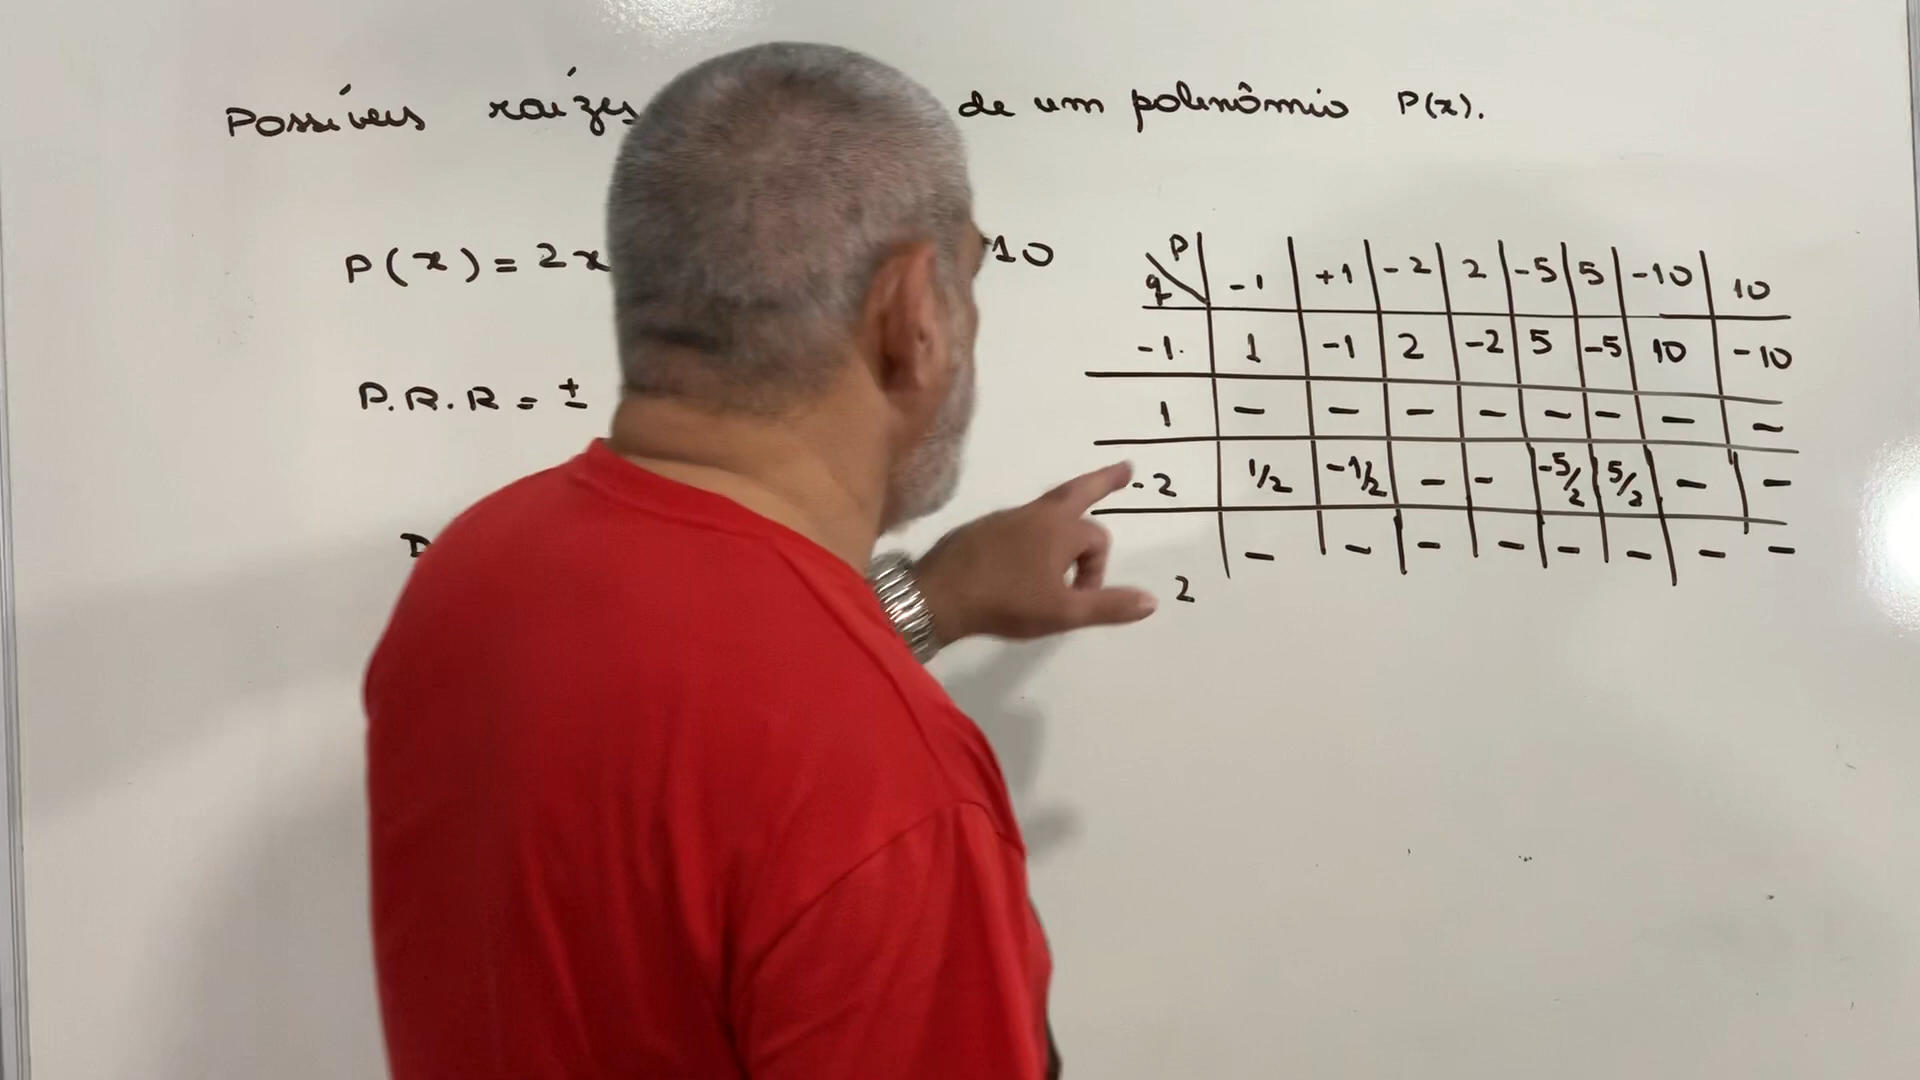 Possíveis raízes de um polinômio P(x).
P(x) = 2x 10
P.R.R = ±
q\P -1 +1 -2 2 -5 5 -10 10
-1. 1 -1 2 -2 5 -5 10 -10
1 - - - - - - - -
-2 1/2 -1/2 - - -5/2 5/2 - -
2 - - - - - - - -